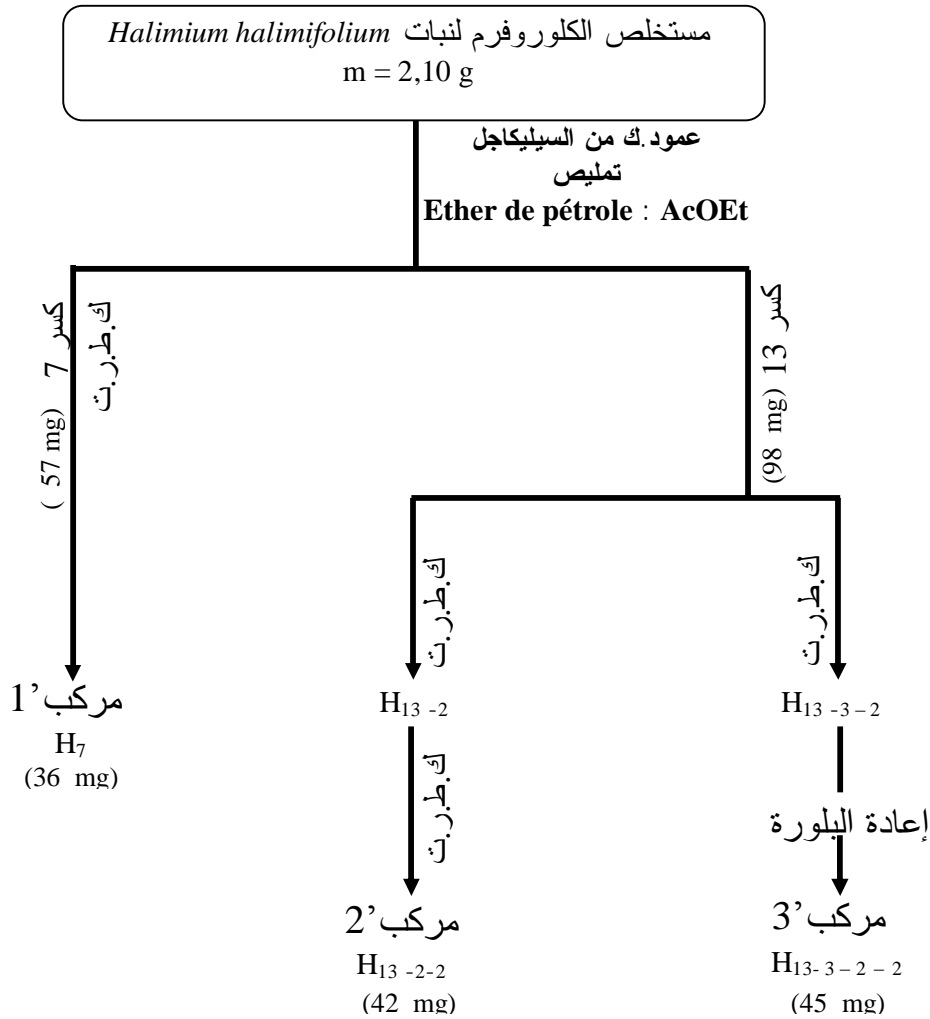 مستخلص الكلوروفرم لنبات Halimium halimifolium
m = 2,10 g
عمود.ك من السيليكاجل
تمليص
Ether de pétrole : AcOEt
كسر 7 ( 57 mg)
ك.ط.ر.ت
كسر 13 (98 mg)
ك.ط.ر.ت
ك.ط.ر.ت
مركب’1
H7
(36 mg)
H13 -2
H13 -3 – 2
ك.ط.ر.ت
إعادة البلورة
مركب’2
H13 -2-2
(42 mg)
مركب’3
H13- 3 – 2 – 2
(45 mg)